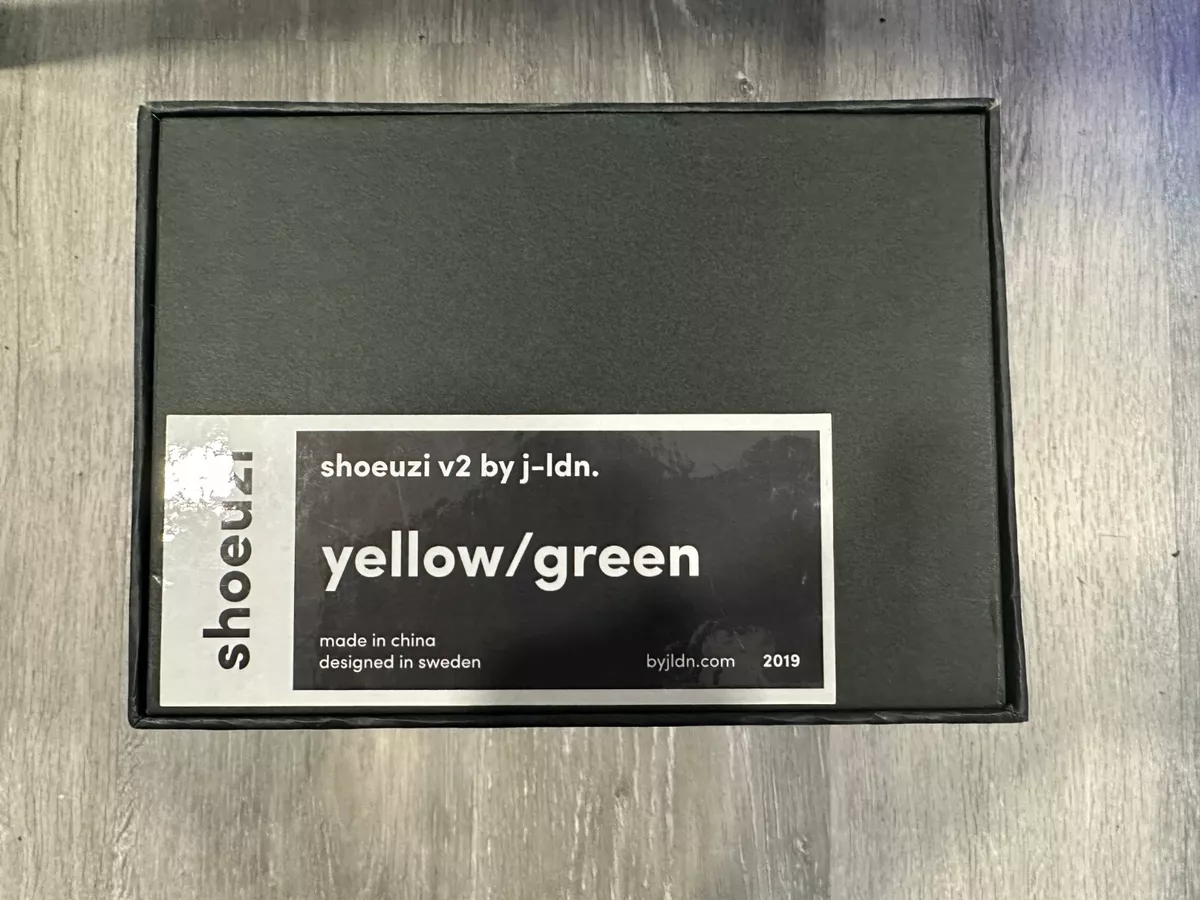 shoeuzi
shoeuzi v2 by j-ldn.
yellow/green
made in china
designed in sweden
byjldn.com 2019